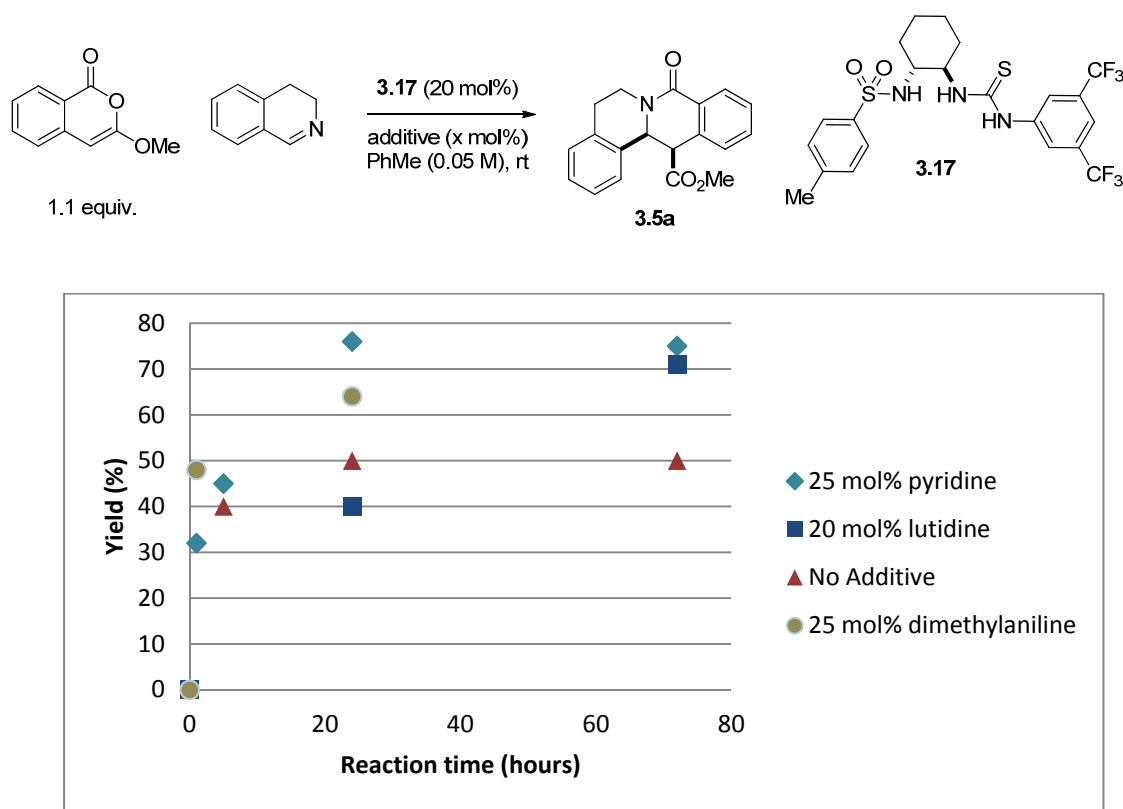 O
O
OMe
1.1 equiv.
N
3.17 (20 mol%)
additive (x mol%)
PhMe (0.05 M), rt
O
N
CO2Me
3.5a
O O
S
NH
HN
S
HN
CF3
CF3
Me
3.17
Yield (%)
80
70
60
50
40
30
20
10
0
0 20 40 60 80
Reaction time (hours)
25 mol% pyridine
20 mol% lutidine
No Additive
25 mol% dimethylaniline